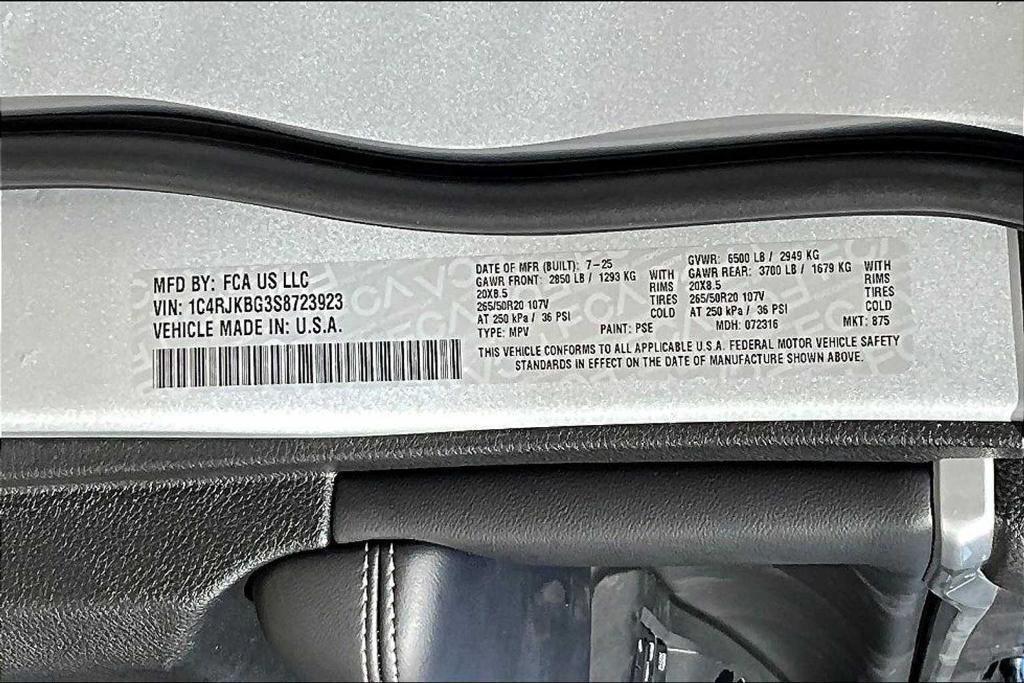 MFD BY: FCA US LLC
VIN: 1C4RJKBG3S8723923
VEHICLE MADE IN: U.S.A.
DATE OF MFR (BUILT): 7-25 GVWR: 6500 LB / 2949 KG
GAWR FRONT: 2850 LB / 1293 KG WITH GAWR REAR: 3700 LB / 1679 KG WITH
20X8.5 RIMS 20X8.5 RIMS
265/50R20 107V TIRES 265/50R20 107V TIRES
AT 250 kPa / 36 PSI COLD AT 250 kPa / 36 PSI COLD
TYPE: MPV PAINT: PSE MDH: 072316 MKT: 875
THIS VEHICLE CONFORMS TO ALL APPLICABLE U.S.A. FEDERAL MOTOR VEHICLE SAFETY
STANDARDS IN EFFECT ON THE DATE OF MANUFACTURE SHOWN ABOVE.